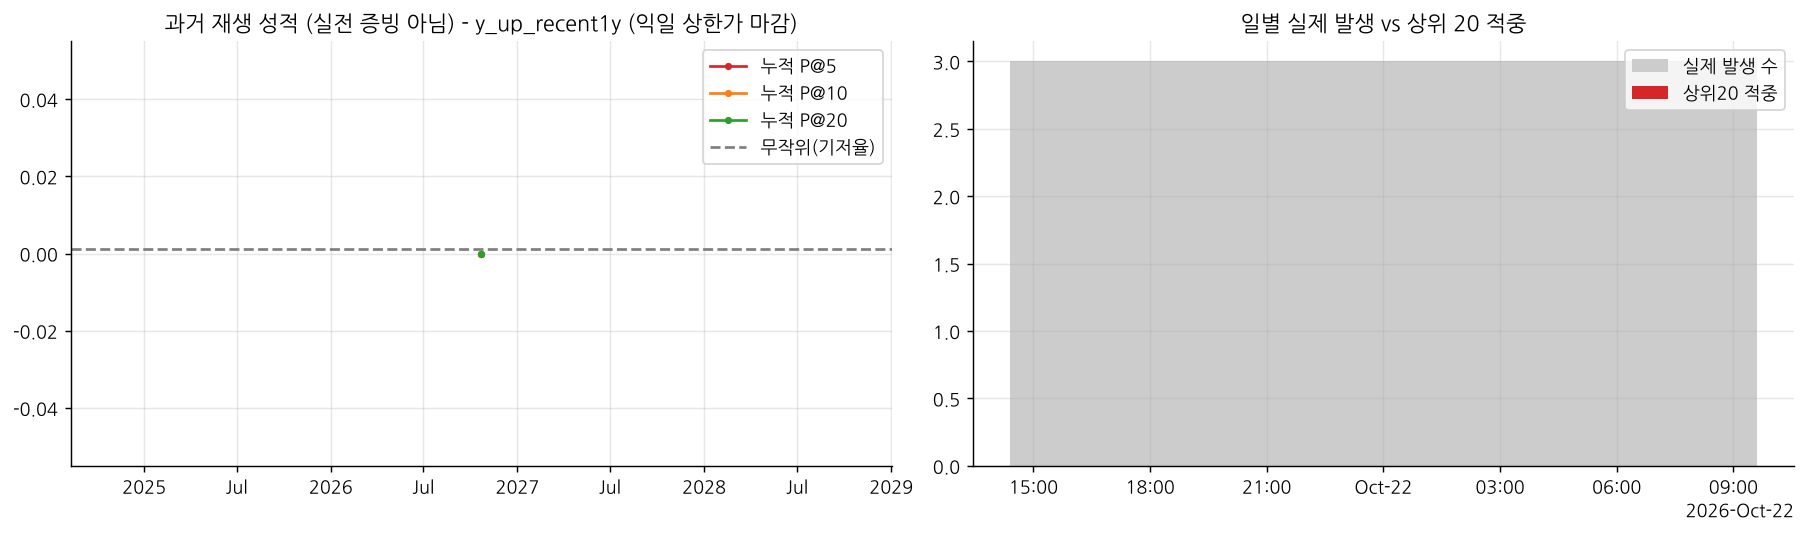 과거 재생 성적 (실전 증빙 아님) - y_up_recent1y (익일 상한가 마감)
누적 P@5
누적 P@10
누적 P@20
무작위(기저율)
0.04
0.02
0.00
-0.02
-0.04
2025
Jul
2026
Jul
2027
Jul
2028
Jul
2029
일별 실제 발생 vs 상위 20 적중
실제 발생 수
상위20 적중
3.0
2.5
2.0
1.5
1.0
0.5
0.0
15:00
18:00
21:00
Oct-22
03:00
06:00
09:00
2026-Oct-22